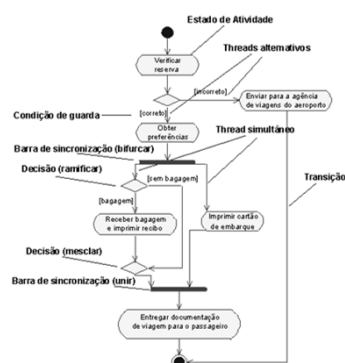 Estado de Atividade
Verificar
reserva
Threads alternativos
[incorreto]
Enviar para a agência
de viagens do aeroporto
Condição de guarda
[correto]
Obter
preferências
Barra de sincronização (bifurcar)
Thread simultáneo
Decisão (ramificar)
[sem bagagem]
Transição
[bagagem]
Receber bagagem
e imprimir recibo
Imprimir cartão
de embarque
Decisão (mesclar)
Barra de sincronização (unir)
Entregar documentação
de viagem para o passageiro